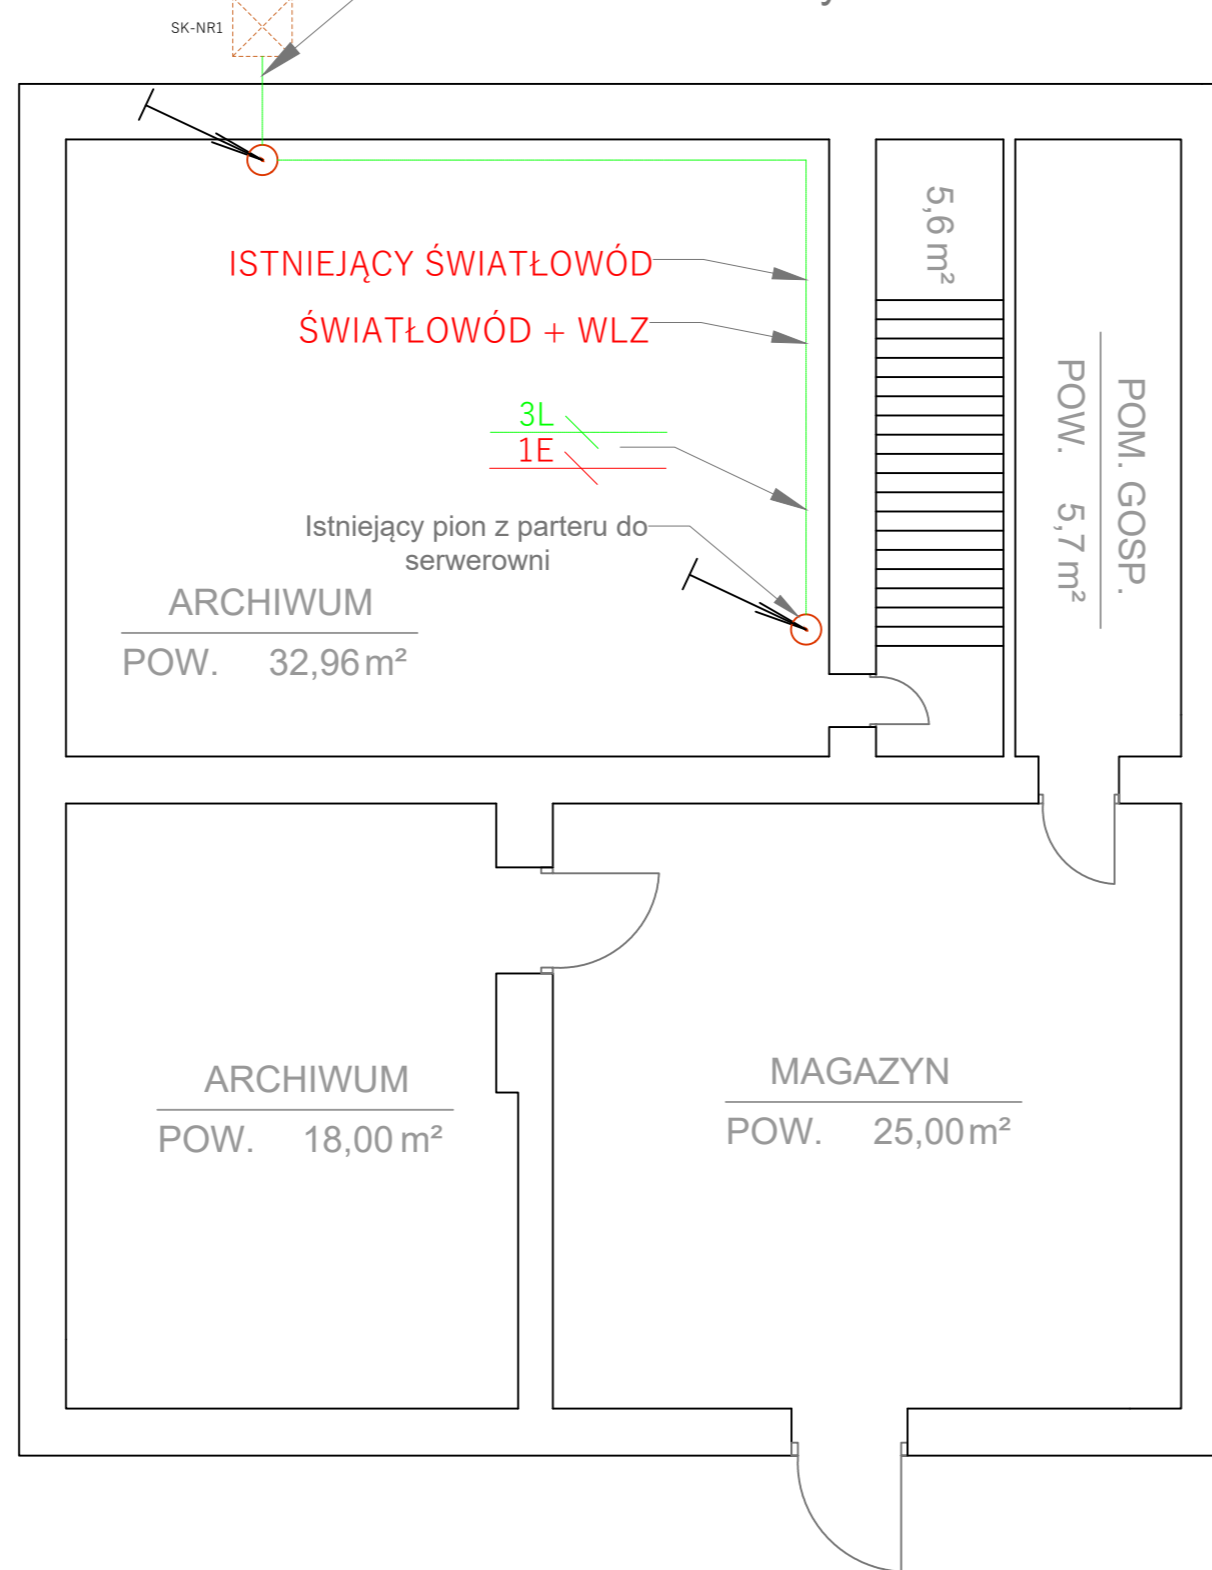 SK-NR1
5,6 m²
ISTNIEJĄCY ŚWIATŁOWÓD
ŚWIATŁOWÓD + WLZ
3L
1E
Istniejący pion z parteru do
serwerowni
ARCHIWUM
POW. 32,96 m²
POM. GOSP.
POW. 5,7 m²
ARCHIWUM
POW. 18,00 m²
MAGAZYN
POW. 25,00 m²